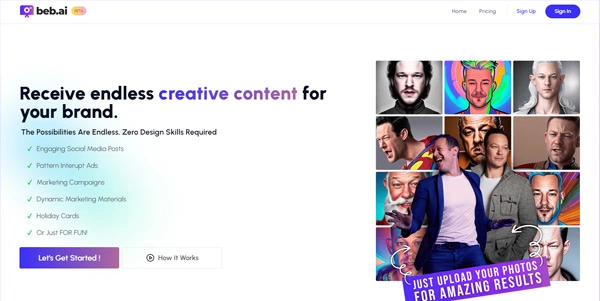 beb.ai BETA
Home Pricing Sign Up Sign In
Receive endless creative content for
your brand.
The Possibilities Are Endless. Zero Design Skills Required
✓ Engaging Social Media Posts
✓ Pattern Interupt Ads
✓ Marketing Campaigns
✓ Dynamic Marketing Materials
✓ Holiday Cards
✓ Or Just FOR FUN!
Let's Get Started !
How It Works
JUST UPLOAD YOUR PHOTOS
FOR AMAZING RESULTS